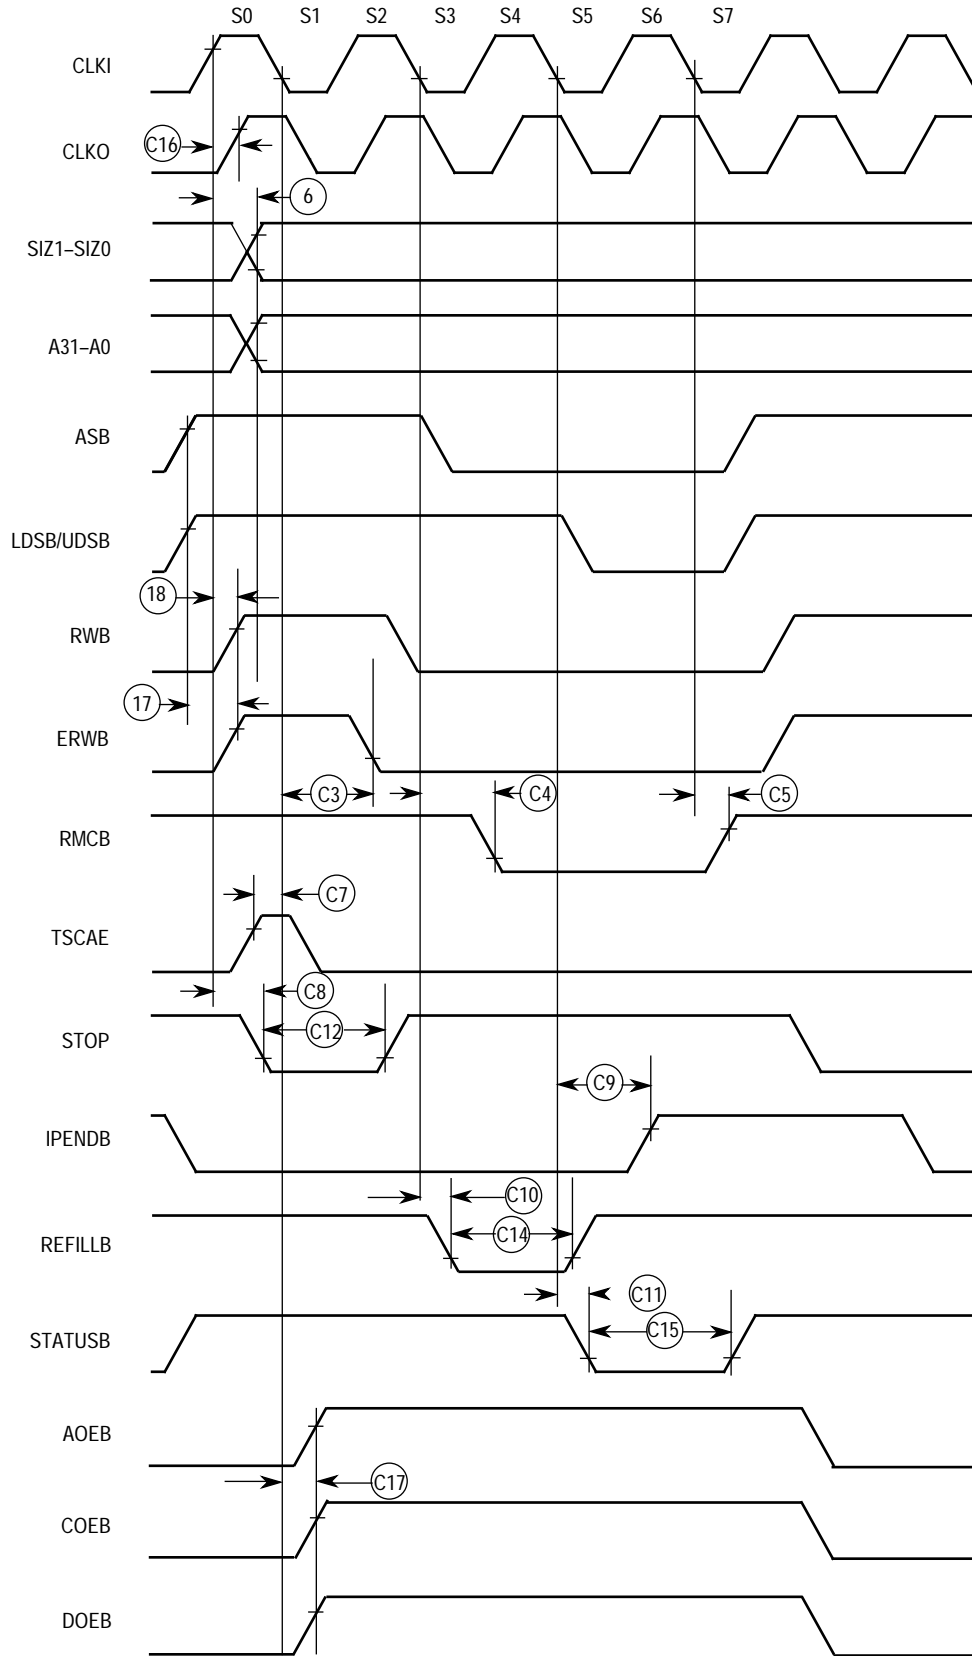 S0 S1 S2 S3 S4 S5 S6 S7
CLKI
CLKO
C16
6
SIZ1–SIZ0
A31–A0
ASB
LDSB/UDSB
18
RWB
17
ERWB
C3
C4
C5
RMCB
C7
TSCAE
C8
C12
STOP
C9
IPENDB
C10
C14
REFILLB
C11
C15
STATUSB
AOEB
C17
COEB
DOEB